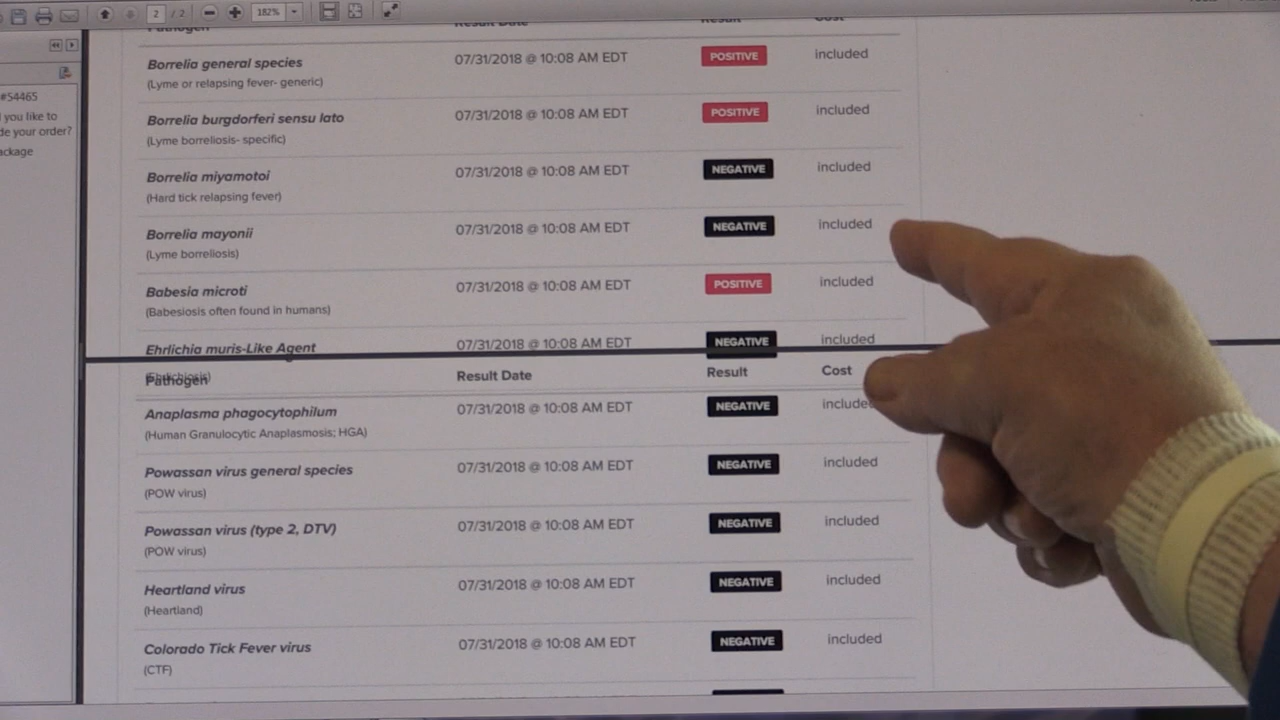 2 / 2 182%
#54465
you like to
de your order?
ackage
Pathogen Result Date Result Cost
Borrelia general species 07/31/2018 @ 10:08 AM EDT POSITIVE included
(Lyme or relapsing fever- generic)
Borrelia burgdorferi sensu lato 07/31/2018 @ 10:08 AM EDT POSITIVE included
(Lyme borreliosis- specific)
Borrelia miyamotoi 07/31/2018 @ 10:08 AM EDT NEGATIVE included
(Hard tick relapsing fever)
Borrelia mayonii 07/31/2018 @ 10:08 AM EDT NEGATIVE included
(Lyme borreliosis)
Babesia microti 07/31/2018 @ 10:08 AM EDT POSITIVE included
(Babesiosis often found in humans)
Ehrlichia muris-Like Agent 07/31/2018 @ 10:08 AM EDT NEGATIVE included
(Ehrlichiosis)
Pathogen Result Date Result Cost
Anaplasma phagocytophilum 07/31/2018 @ 10:08 AM EDT NEGATIVE include
(Human Granulocytic Anaplasmosis; HGA)
Powassan virus general species 07/31/2018 @ 10:08 AM EDT NEGATIVE included
(POW virus)
Powassan virus (type 2, DTV) 07/31/2018 @ 10:08 AM EDT NEGATIVE included
(POW virus)
Heartland virus 07/31/2018 @ 10:08 AM EDT NEGATIVE included
(Heartland)
Colorado Tick Fever virus 07/31/2018 @ 10:08 AM EDT NEGATIVE included
(CTF)